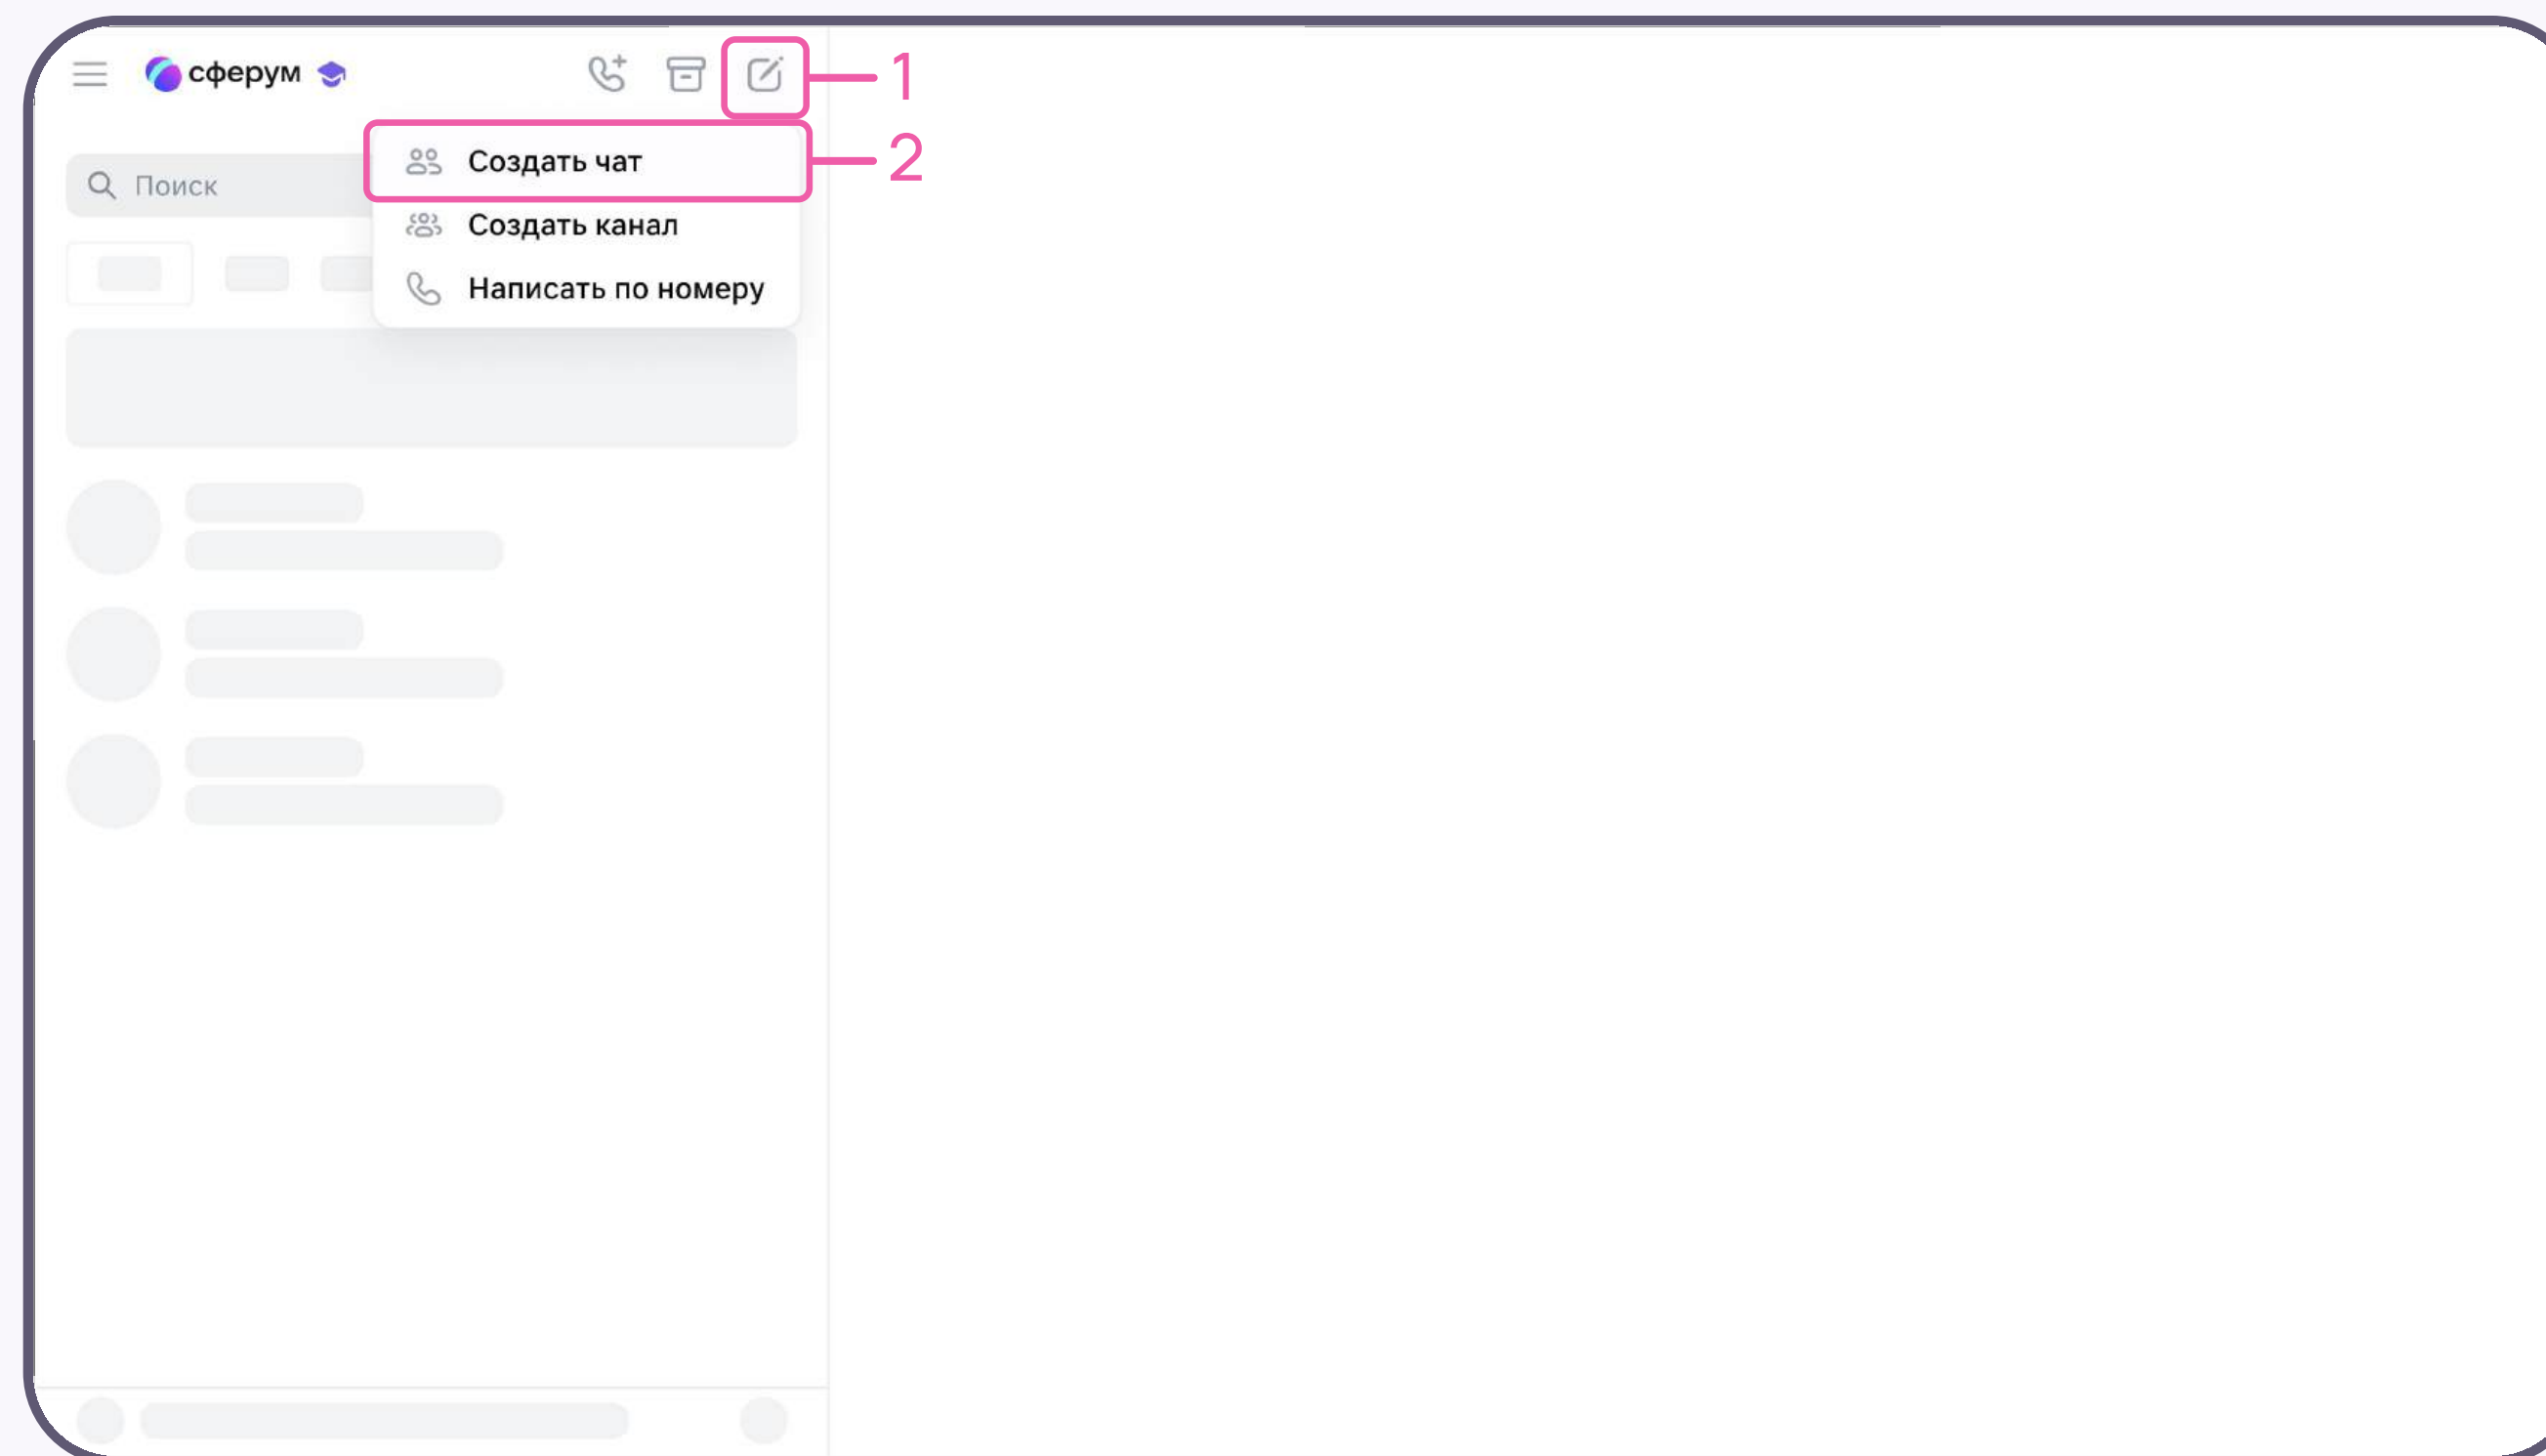 сферум
1
Создать чат
2
Поиск
Создать канал
Написать по номеру